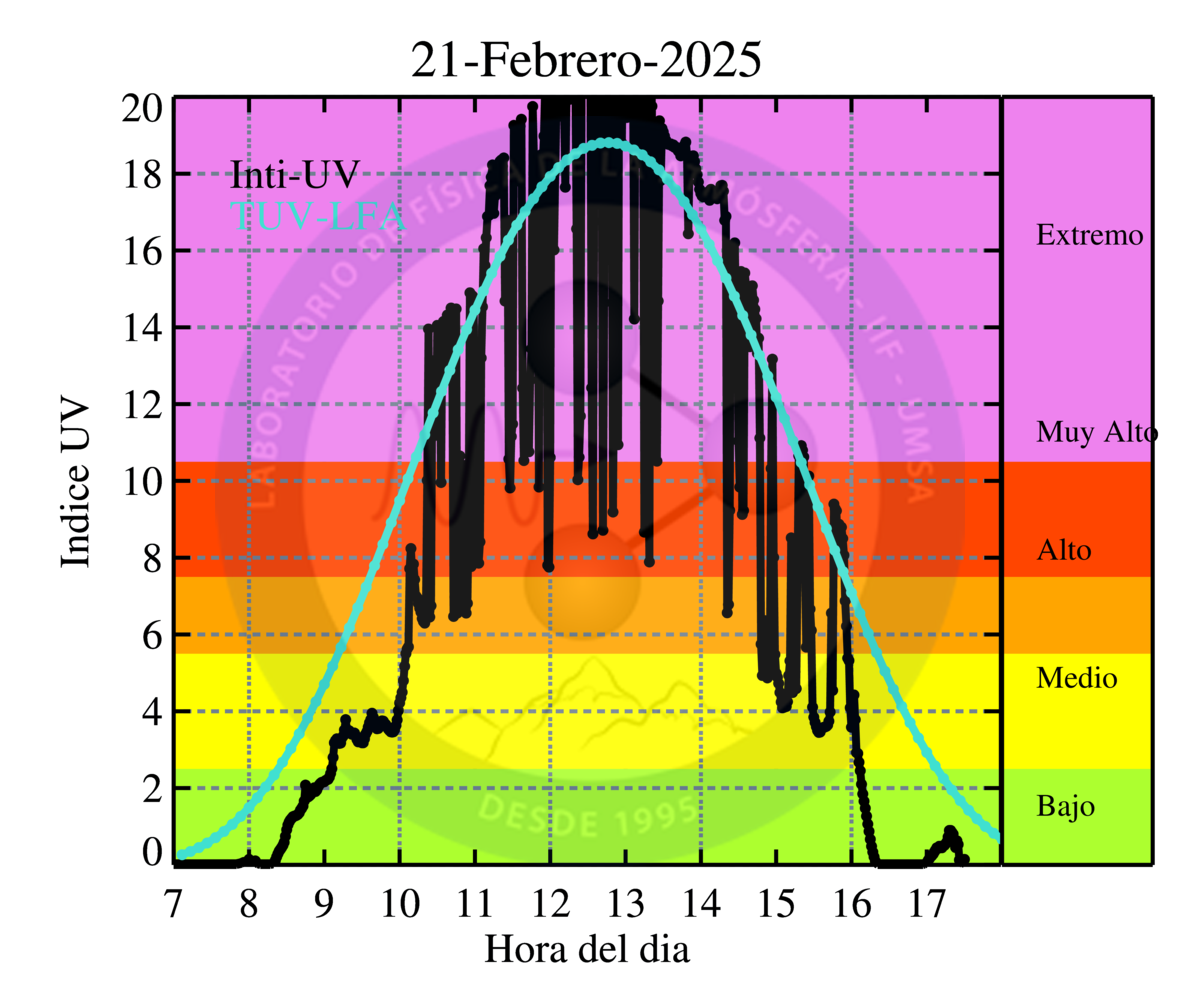 21-Febrero-2025
Indice UV
20
18
16
14
12
10
8
6
4
2
0
Inti-UV
TUV-LFA
LABORATORIO DE FÍSICA DE LA ATMÓSFERA - IIF - UMSA
DESDE 1995
Extremo
Muy Alto
Alto
Medio
Bajo
7 8 9 10 11 12 13 14 15 16 17
Hora del dia